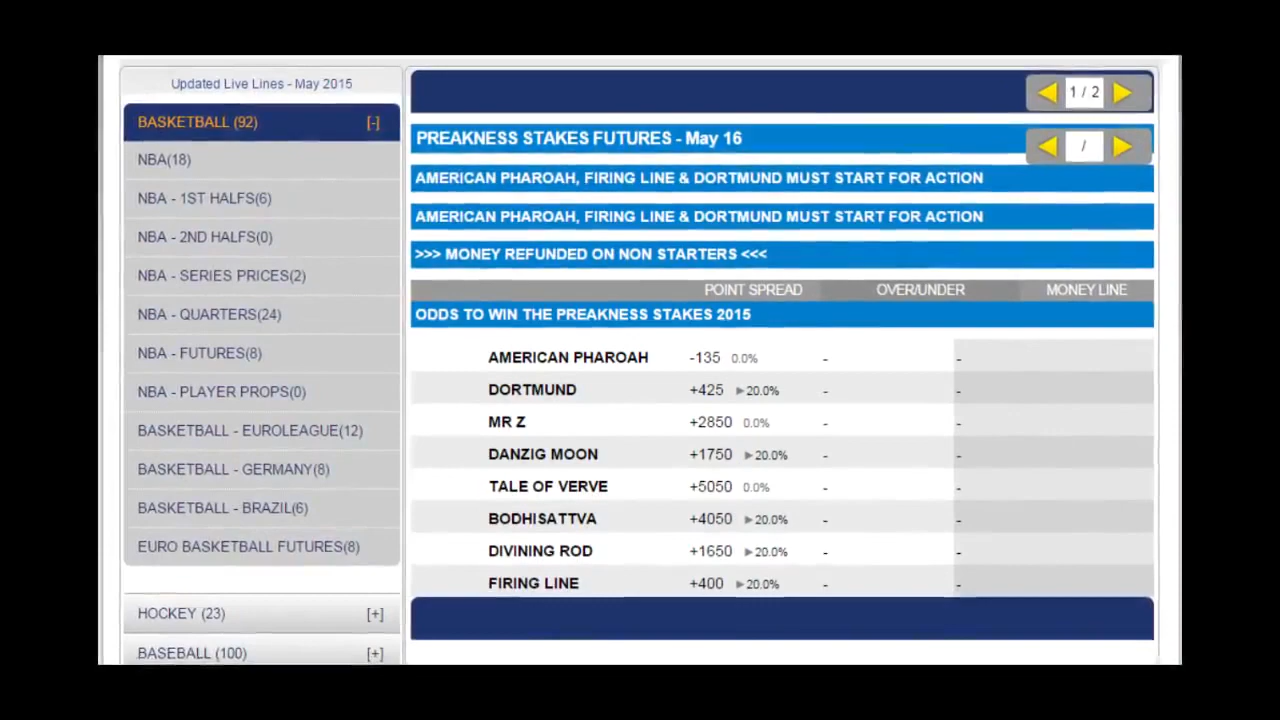 Updated Live Lines - May 2015
BASKETBALL (92) [-]
NBA(18)
NBA - 1ST HALFS(6)
NBA - 2ND HALFS(0)
NBA - SERIES PRICES(2)
NBA - QUARTERS(24)
NBA - FUTURES(8)
NBA - PLAYER PROPS(0)
BASKETBALL - EUROLEAGUE(12)
BASKETBALL - GERMANY(8)
BASKETBALL - BRAZIL(6)
EURO BASKETBALL FUTURES(8)
HOCKEY (23) [+]
BASEBALL (100) [+]
1 / 2
PREAKNESS STAKES FUTURES - May 16
/
AMERICAN PHAROAH, FIRING LINE & DORTMUND MUST START FOR ACTION
AMERICAN PHAROAH, FIRING LINE & DORTMUND MUST START FOR ACTION
>>> MONEY REFUNDED ON NON STARTERS <<<
POINT SPREAD OVER/UNDER MONEY LINE
ODDS TO WIN THE PREAKNESS STAKES 2015
AMERICAN PHAROAH -135 0.0% - -
DORTMUND +425 ▶20.0% - -
MR Z +2850 0.0% - -
DANZIG MOON +1750 ▶20.0% - -
TALE OF VERVE +5050 0.0% - -
BODHISATTVA +4050 ▶20.0% - -
DIVINING ROD +1650 ▶20.0% - -
FIRING LINE +400 ▶20.0% - -